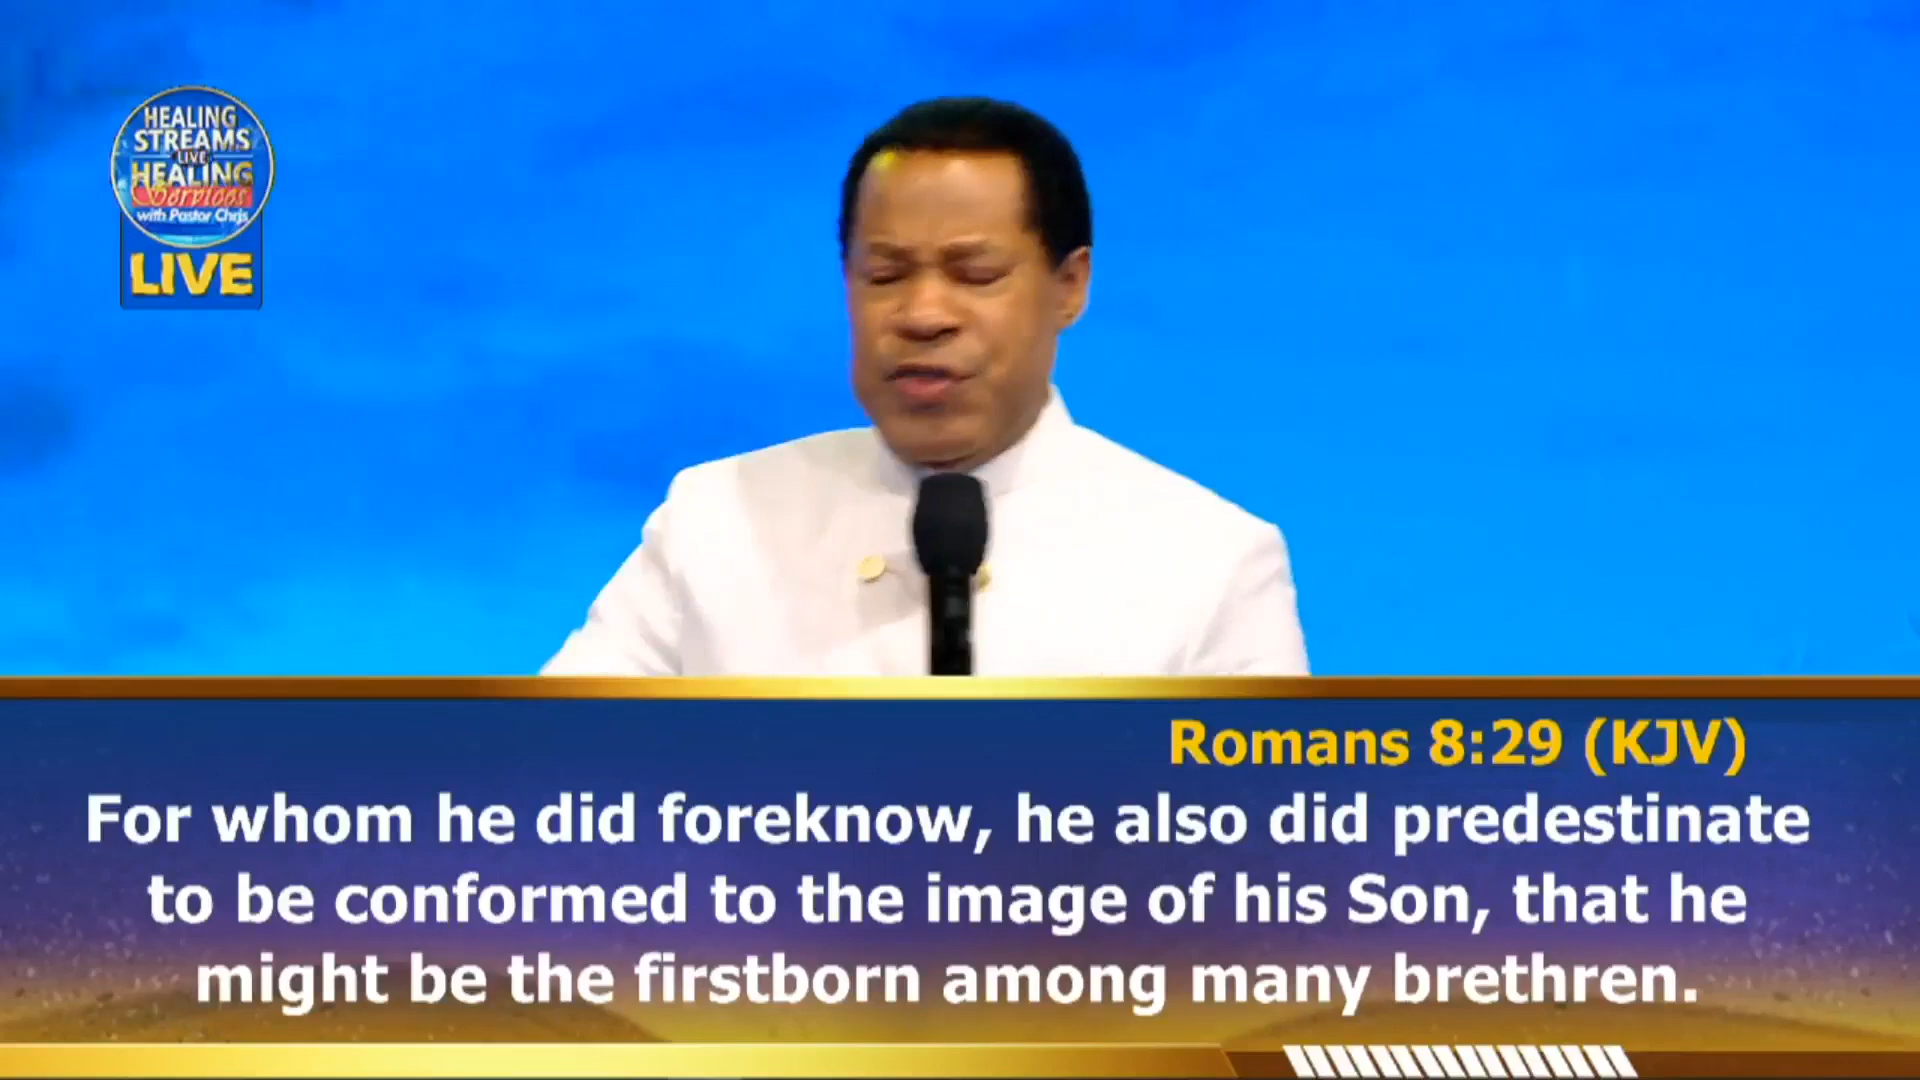 HEALING
STREAMS
LIVE
HEALING
Services
with Pastor Chris
LIVE
Romans 8:29 (KJV)
For whom he did foreknow, he also did predestinate
to be conformed to the image of his Son, that he
might be the firstborn among many brethren.